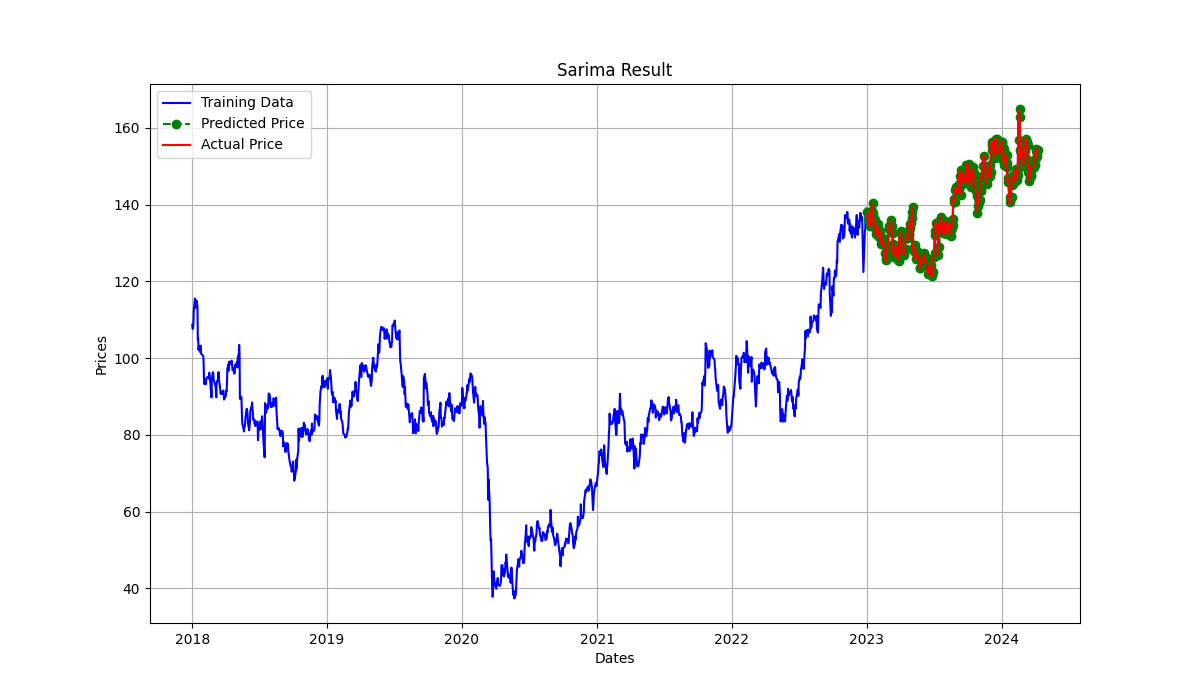 Sarima Result
Training Data
Predicted Price
Actual Price
160
140
120
100
80
60
40
Prices
2018 2019 2020 2021 2022 2023 2024
Dates